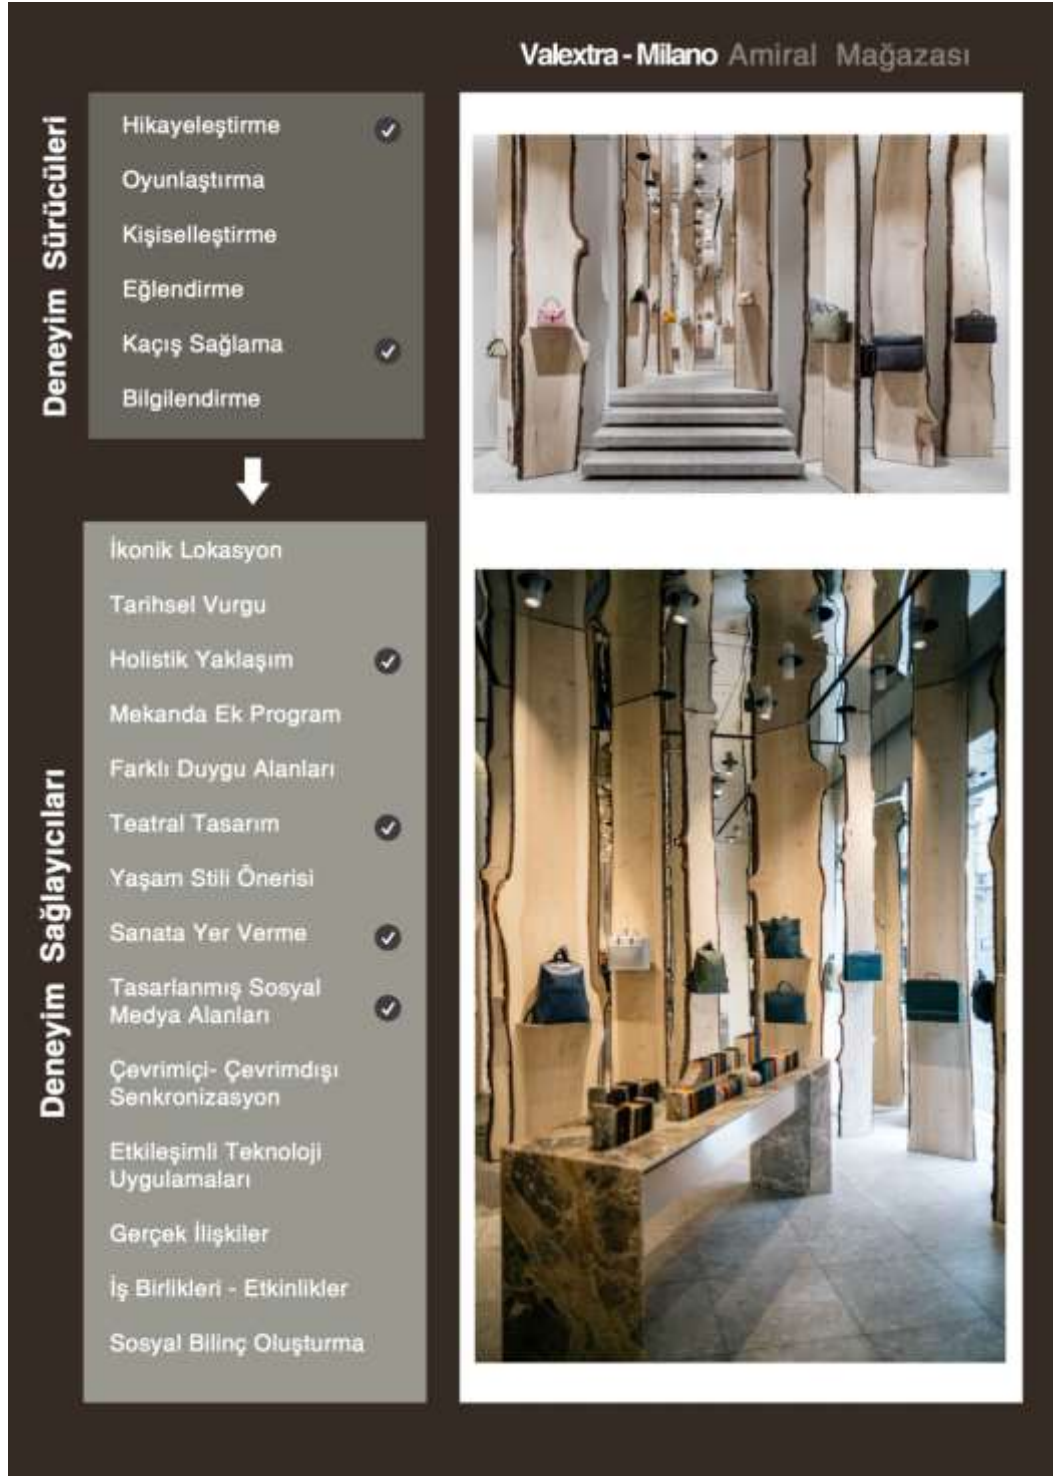 Valextra - Milano Amiral Mağazası
Deneyim Sürücüleri
Hikayeleştirme
Oyunlaştırma
Kişiselleştirme
Eğlendirme
Kaçış Sağlama
Bilgilendirme
Deneyim Sağlayıcıları
İkonik Lokasyon
Tarihsel Vurgu
Holistik Yaklaşım
Mekanda Ek Program
Farklı Duygu Alanları
Teatral Tasarım
Yaşam Stili Önerisi
Sanata Yer Verme
Tasarlanmış Sosyal
Medya Alanları
Çevrimiçi- Çevrimdışı
Senkronizasyon
Etkileşimli Teknoloji
Uygulamaları
Gerçek İlişkiler
İş Birlikleri - Etkinlikler
Sosyal Bilinç Oluşturma